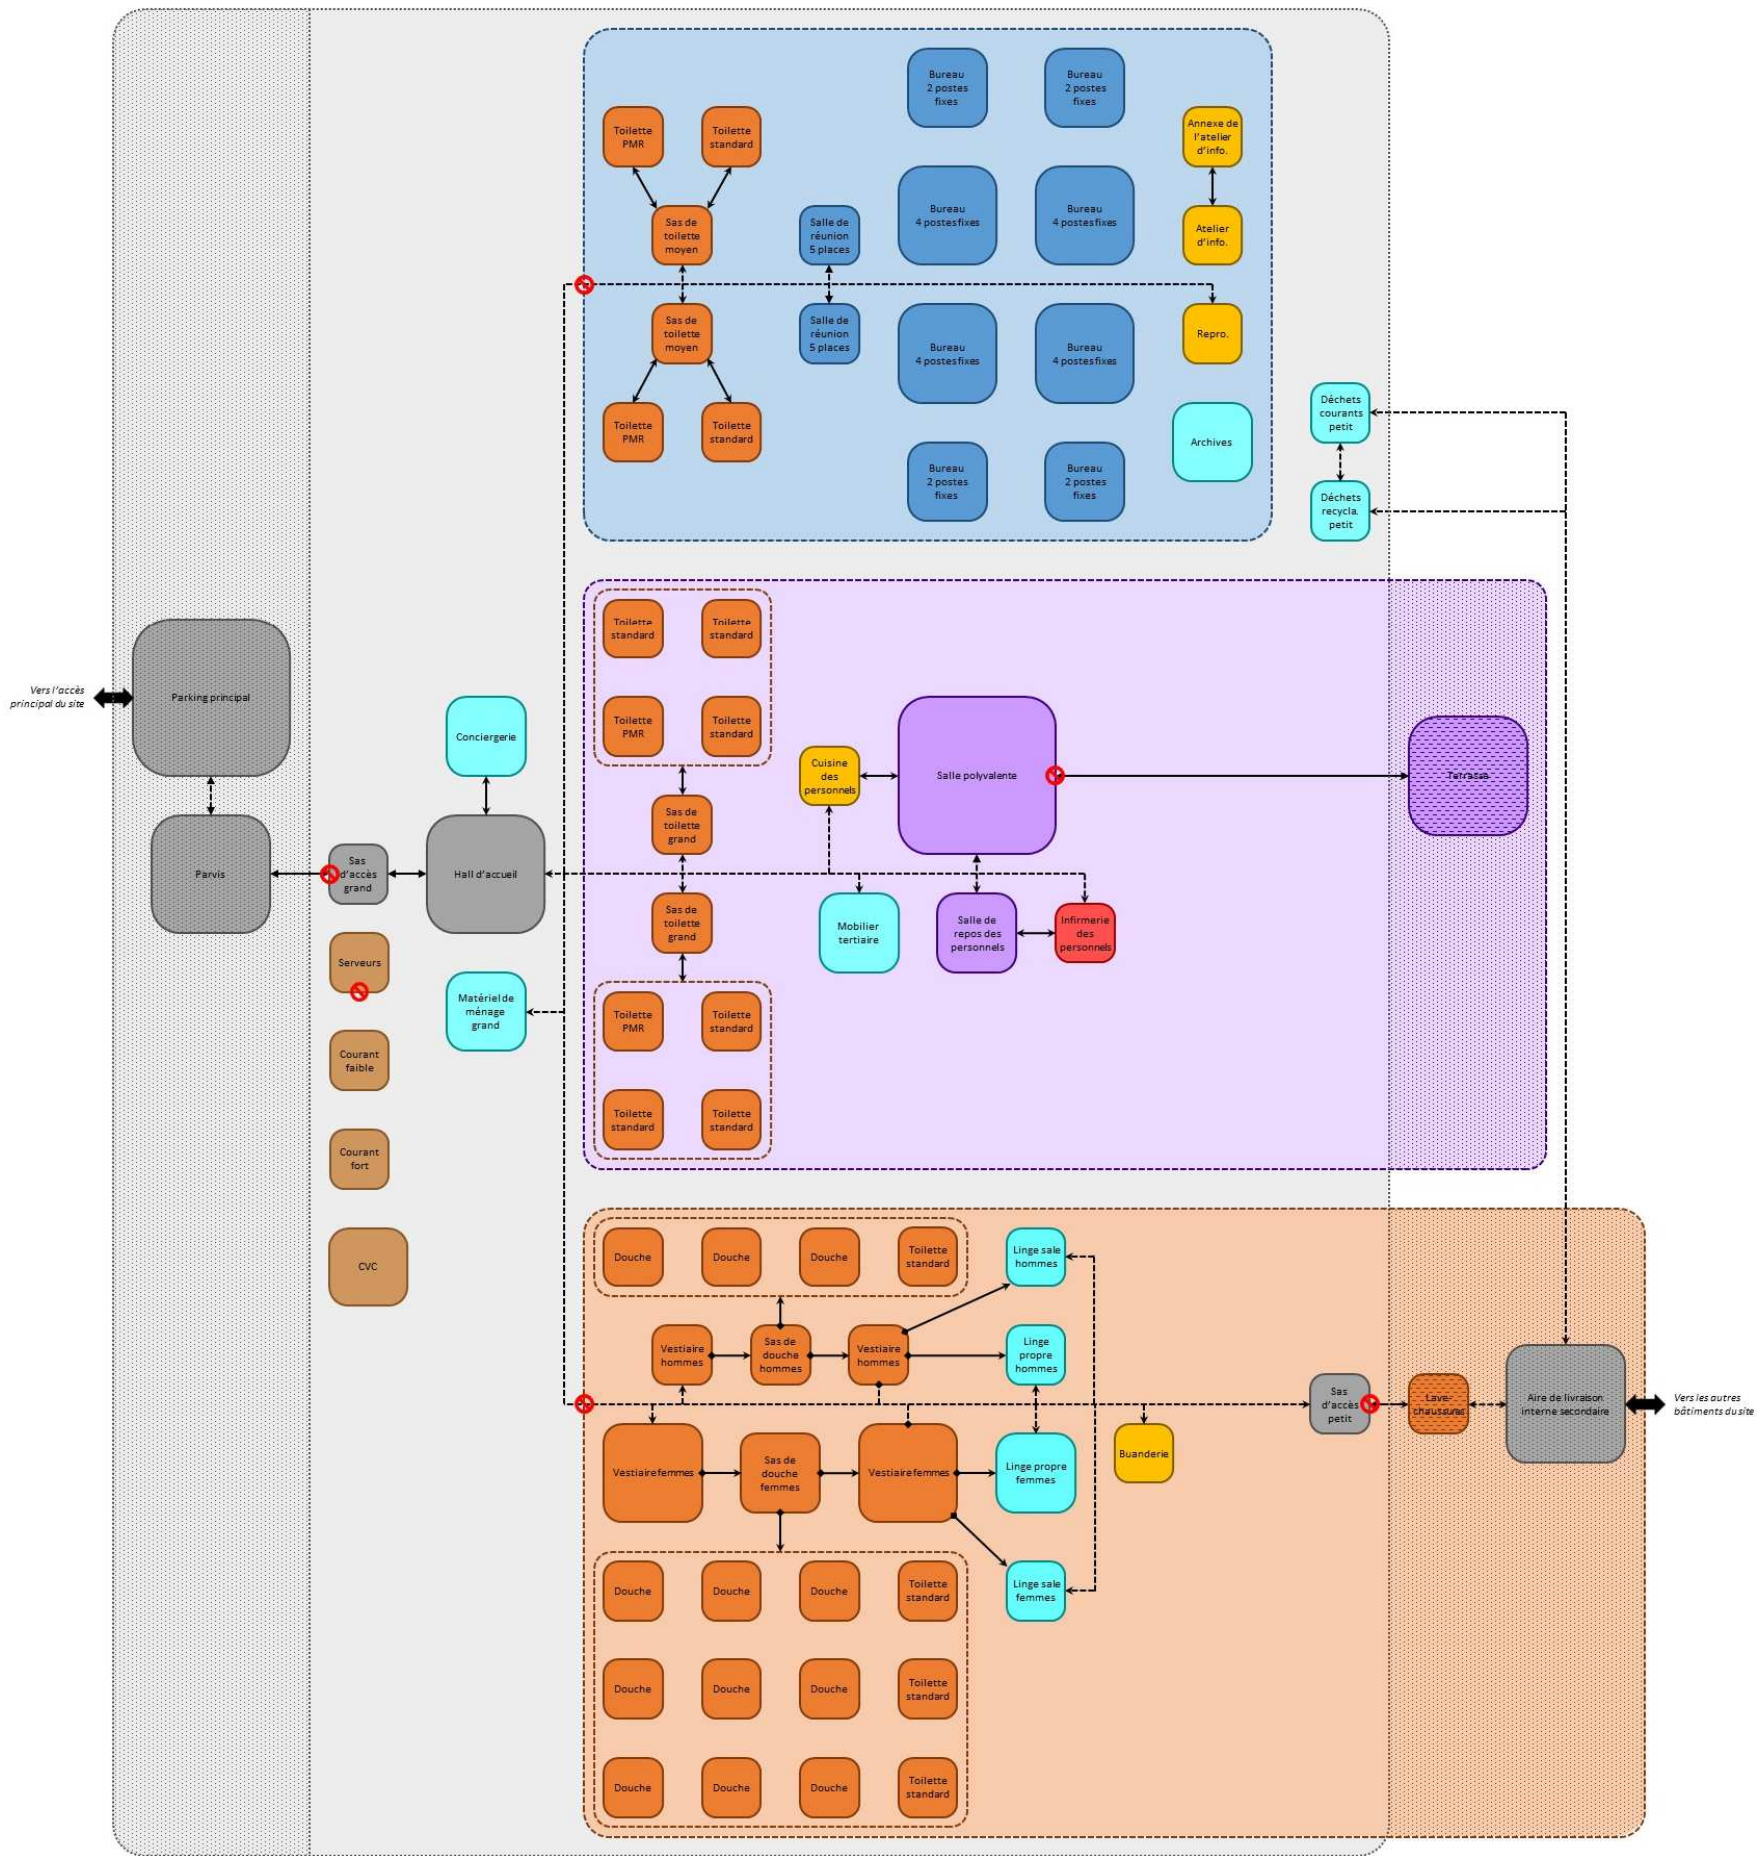 Bureau
2 postes
fixes
Bureau
2 postes
fixes
Toilette
PMR
Toilette
standard
Annexe de
l'atelier
d'info.
Sas de
toilette
moyen
Salle de
réunion
5 places
Bureau
4 postes fixes
Bureau
4 postes fixes
Atelier
d'info.
Sas de
toilette
moyen
Salle de
réunion
5 places
Bureau
4 postes fixes
Bureau
4 postes fixes
Repro.
Toilette
PMR
Toilette
standard
Bureau
2 postes
fixes
Bureau
2 postes
fixes
Archives
Déchets
courants
petit
Déchets
recycla.
petit
Vers l'accès
principal du site
Parking principal
Parvis
Sas
d'accès
grand
Conciergerie
Hall d'accueil
Serveurs
Matériel de
ménage
grand
Courant
faible
Courant
fort
CVC
Toilette
standard
Toilette
standard
Toilette
PMR
Toilette
standard
Sas de
toilette
grand
Sas de
toilette
grand
Toilette
PMR
Toilette
standard
Toilette
standard
Toilette
standard
Cuisine
des
personnels
Salle polyvalente
Terrasse
Mobilier
tertiaire
Salle de
repos des
personnels
Infirmerie
des
personnels
Douche
Douche
Douche
Toilette
standard
Linge sale
hommes
Vestiaire
hommes
Sas de
douche
hommes
Vestiaire
hommes
Linge
propre
hommes
Vestiaire femmes
Sas de
douche
femmes
Vestiaire femmes
Linge propre
femmes
Buanderie
Sas
d'accès
petit
Lave-
chaussures
Aire de livraison
interne secondaire
Vers les autres
bâtiments du site
Douche
Douche
Douche
Toilette
standard
Linge sale
femmes
Douche
Douche
Douche
Toilette
standard
Douche
Douche
Douche
Toilette
standard